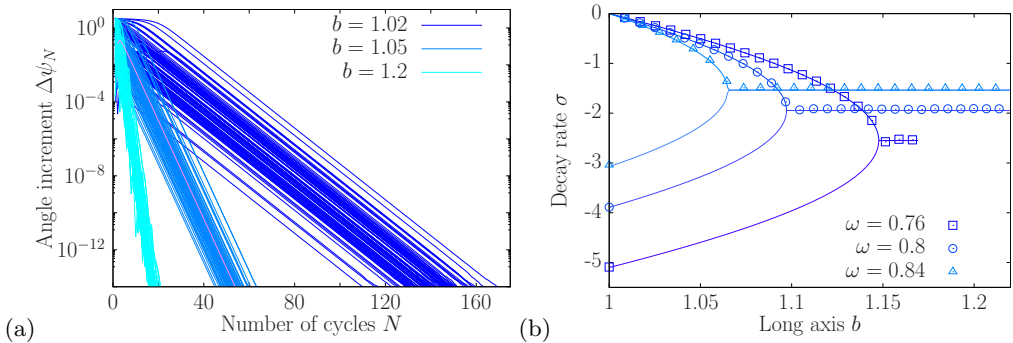 10^0
10^{-4}
10^{-8}
10^{-12}
0
40
80
120
160
Angle increment Δψ_N
Number of cycles N
b = 1.02
b = 1.05
b = 1.2
(a)
0
-1
-2
-3
-4
-5
1
1.05
1.1
1.15
1.2
Decay rate σ
Long axis b
ω = 0.76
ω = 0.8
ω = 0.84
(b)